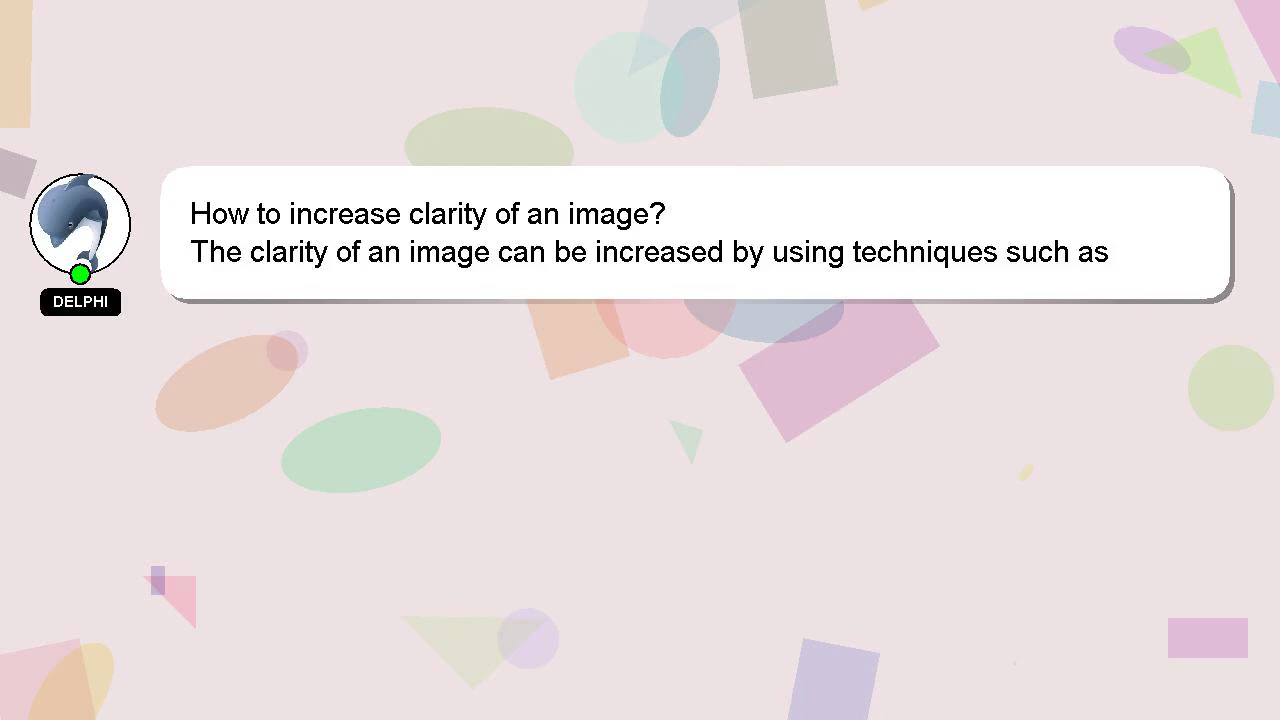 How to increase clarity of an image?
The clarity of an image can be increased by using techniques such as
DELPHI